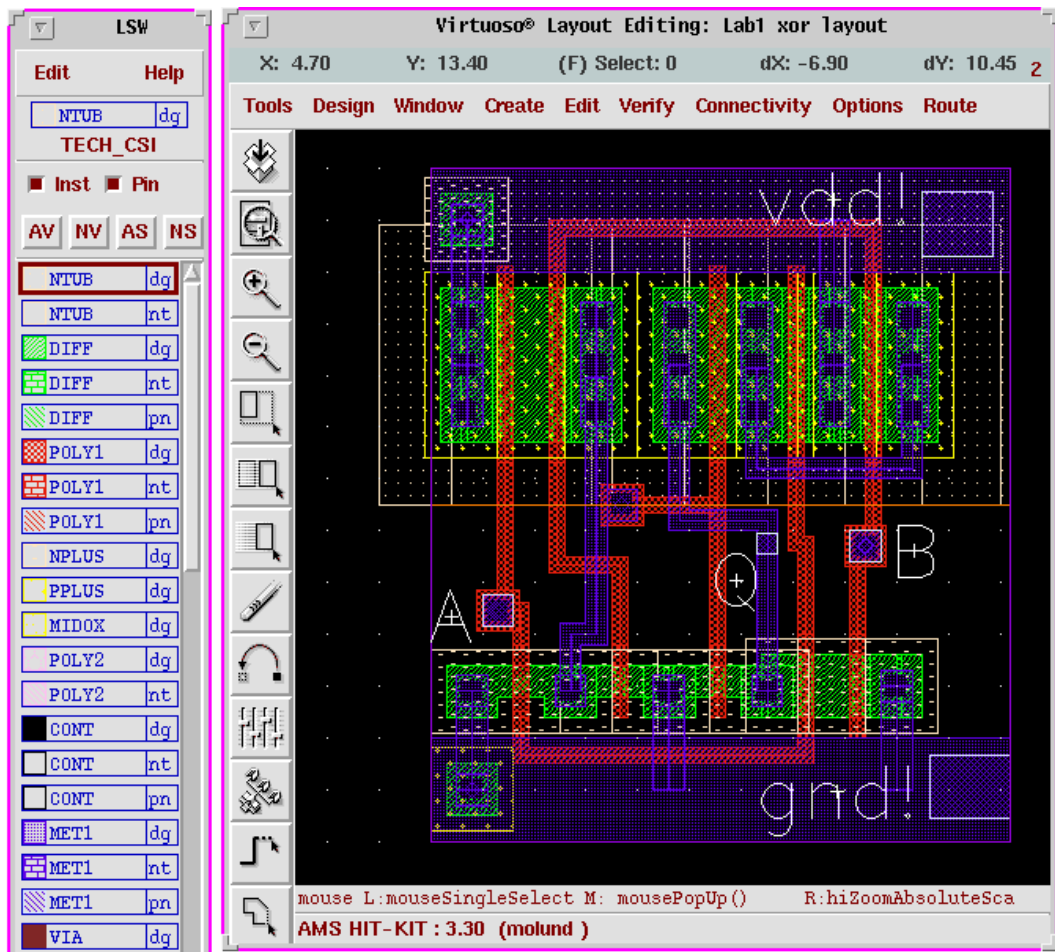 LSW
Edit Help
NTUB dg
TECH_CSI
Inst Pin
AV NV AS NS
NTUB dg
NTUB nt
DIFF dg
DIFF nt
DIFF pn
POLY1 dg
POLY1 nt
POLY1 pn
NPLUS dg
PPLUS dg
MIDOX dg
POLY2 dg
POLY2 nt
CONT dg
CONT nt
CONT pn
MET1 dg
MET1 nt
MET1 pn
VIA dg
Virtuoso® Layout Editing: Lab1 xor layout
X: 4.70 Y: 13.40 (F) Select: 0 dX: -6.90 dY: 10.45 2
Tools Design Window Create Edit Verify Connectivity Options Route
vdd!
B
Q
A
gnd!
mouse L:mouseSingleSelect M: mousePopUp() R:hiZoomAbsoluteSca
AMS HIT-KIT : 3.30 (molund )